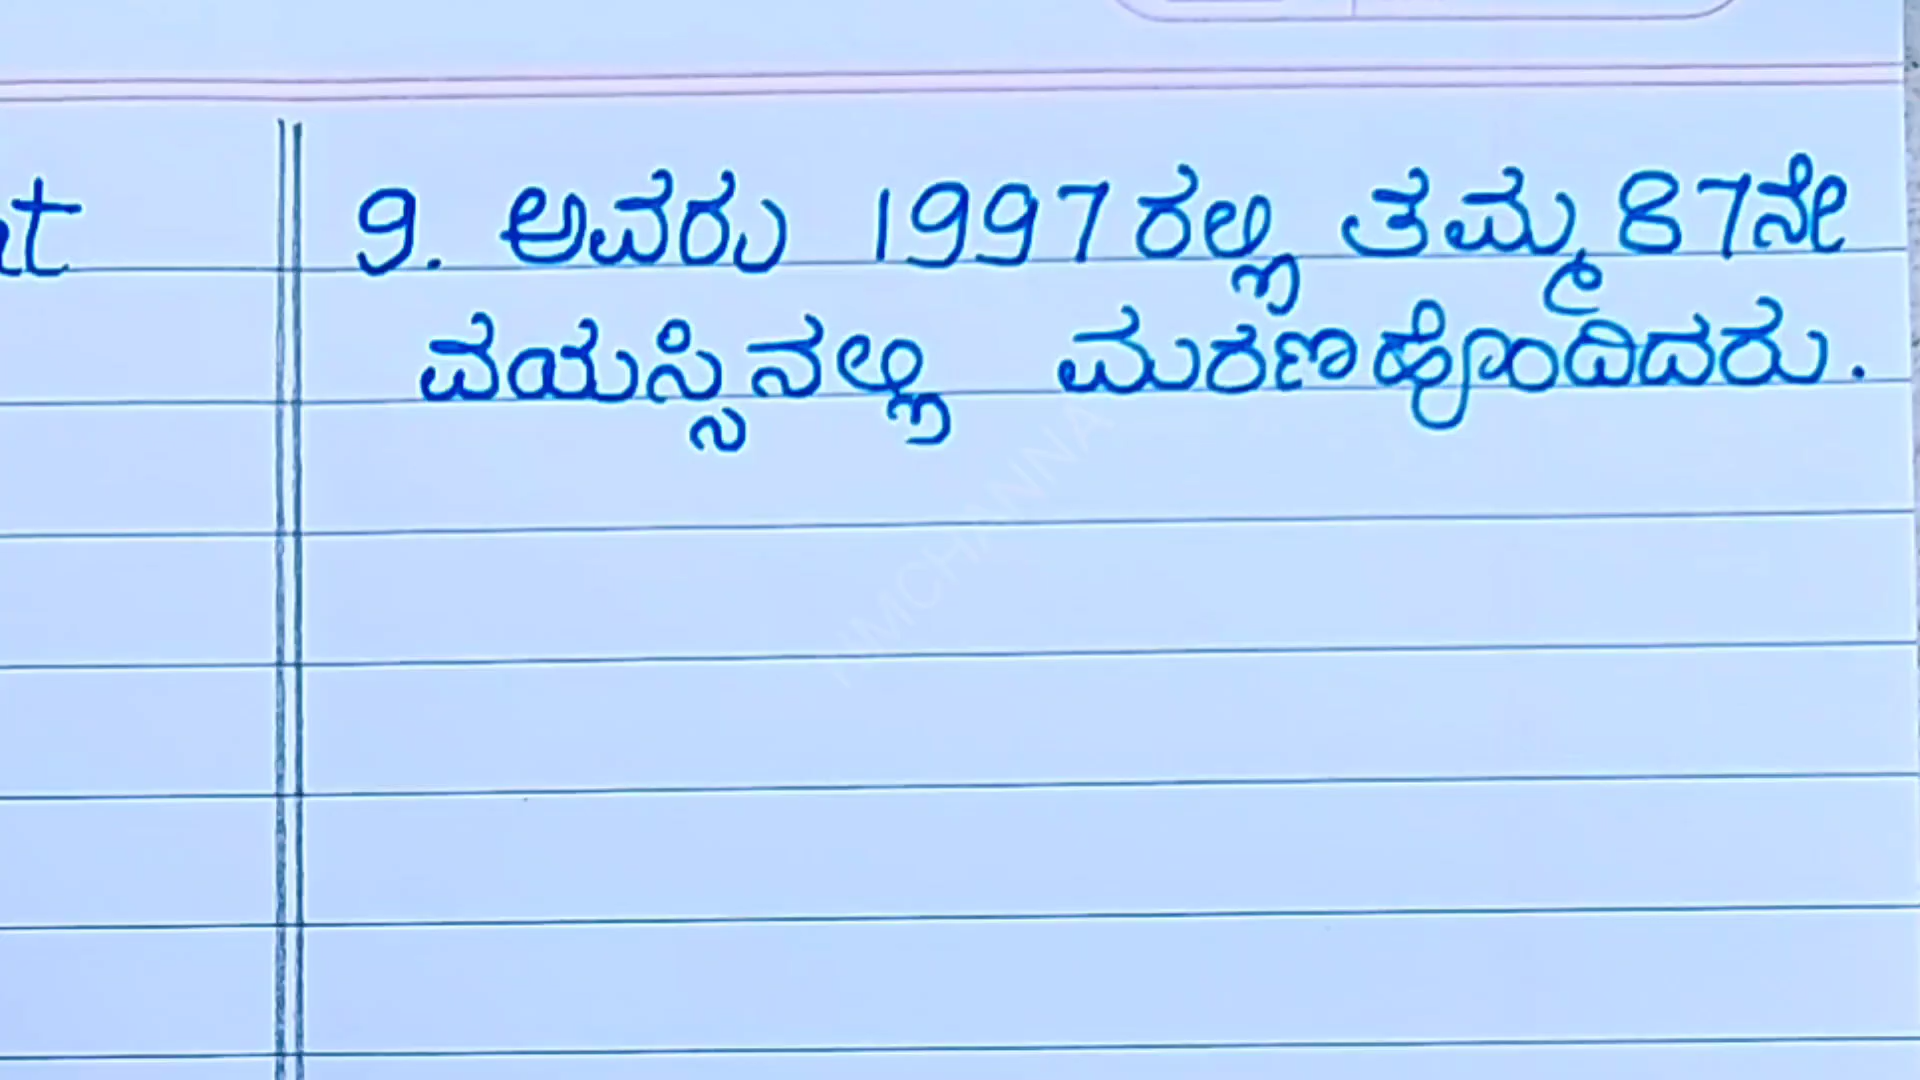 9. ಅವರು 1997ರಲ್ಲಿ ತಮ್ಮ 87ನೇ
ವಯಸ್ಸಿನಲ್ಲಿ ಮರಣಹೊಂದಿದರು.